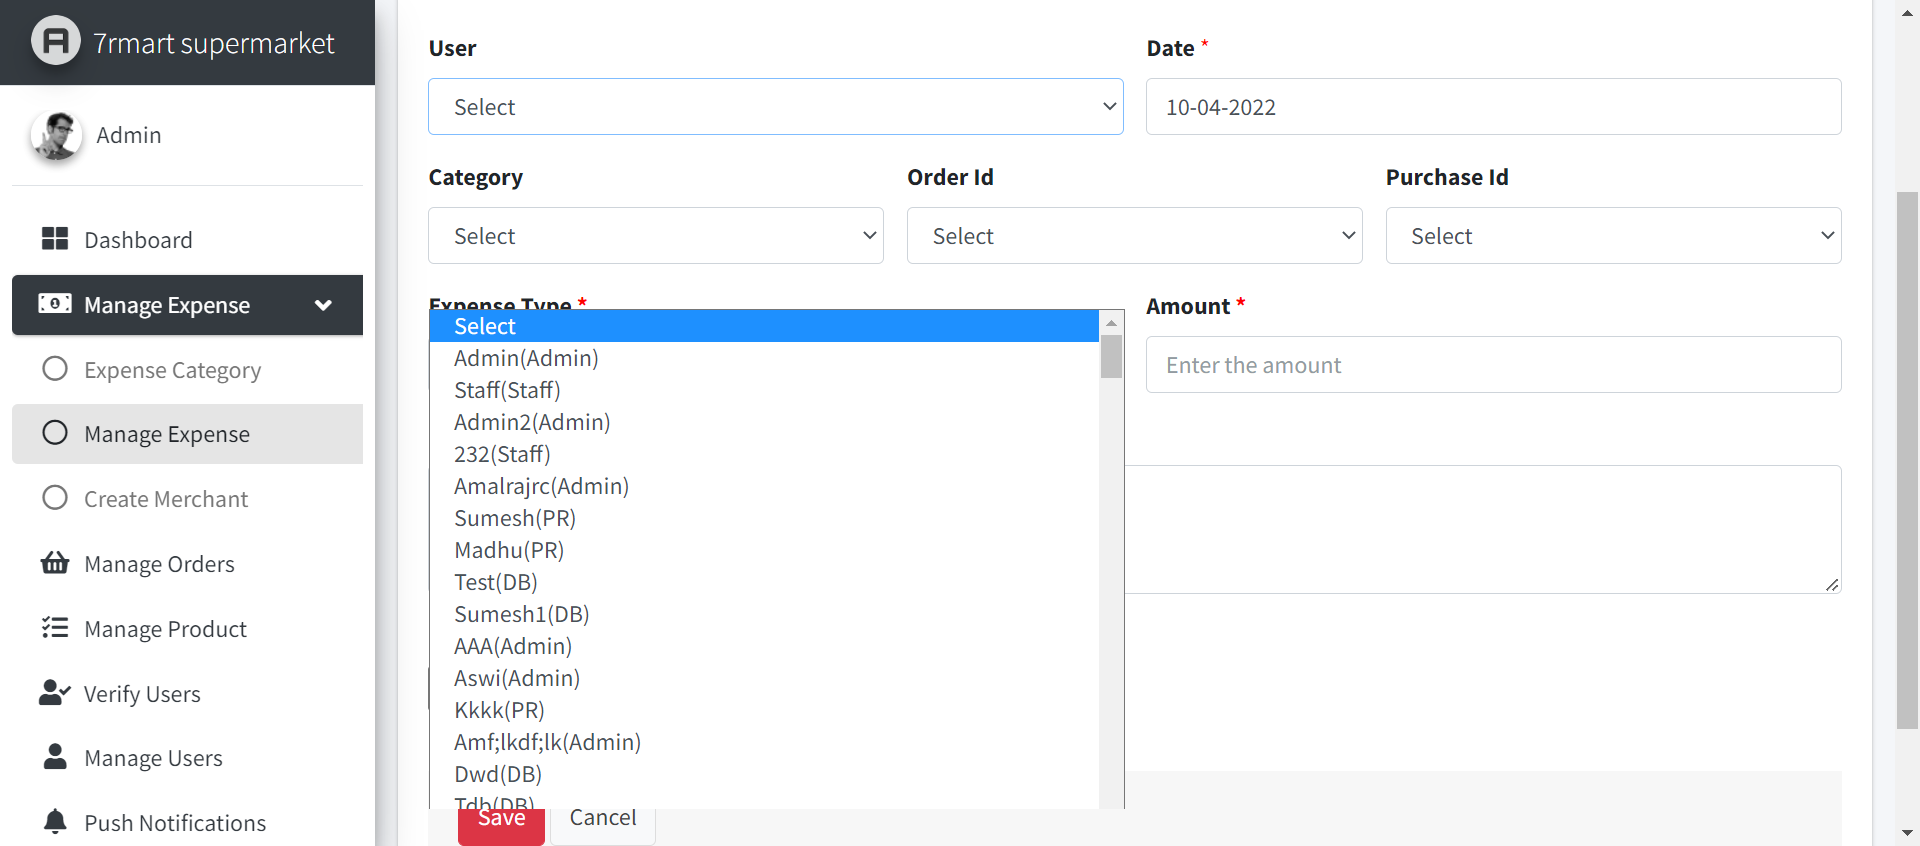 7rmart supermarket
Admin
Dashboard
Manage Expense
Expense Category
Manage Expense
Create Merchant
Manage Orders
Manage Product
Verify Users
Manage Users
Push Notifications
User
Date *
Select
10-04-2022
Category
Order Id
Purchase Id
Select
Select
Select
Expense Type *
Amount *
Enter the amount
Select
Admin(Admin)
Staff(Staff)
Admin2(Admin)
232(Staff)
Amalrajrc(Admin)
Sumesh(PR)
Madhu(PR)
Test(DB)
Sumesh1(DB)
AAA(Admin)
Aswi(Admin)
Kkkk(PR)
Amf;lkdf;lk(Admin)
Dwd(DB)
Tdb(DB)
Save
Cancel